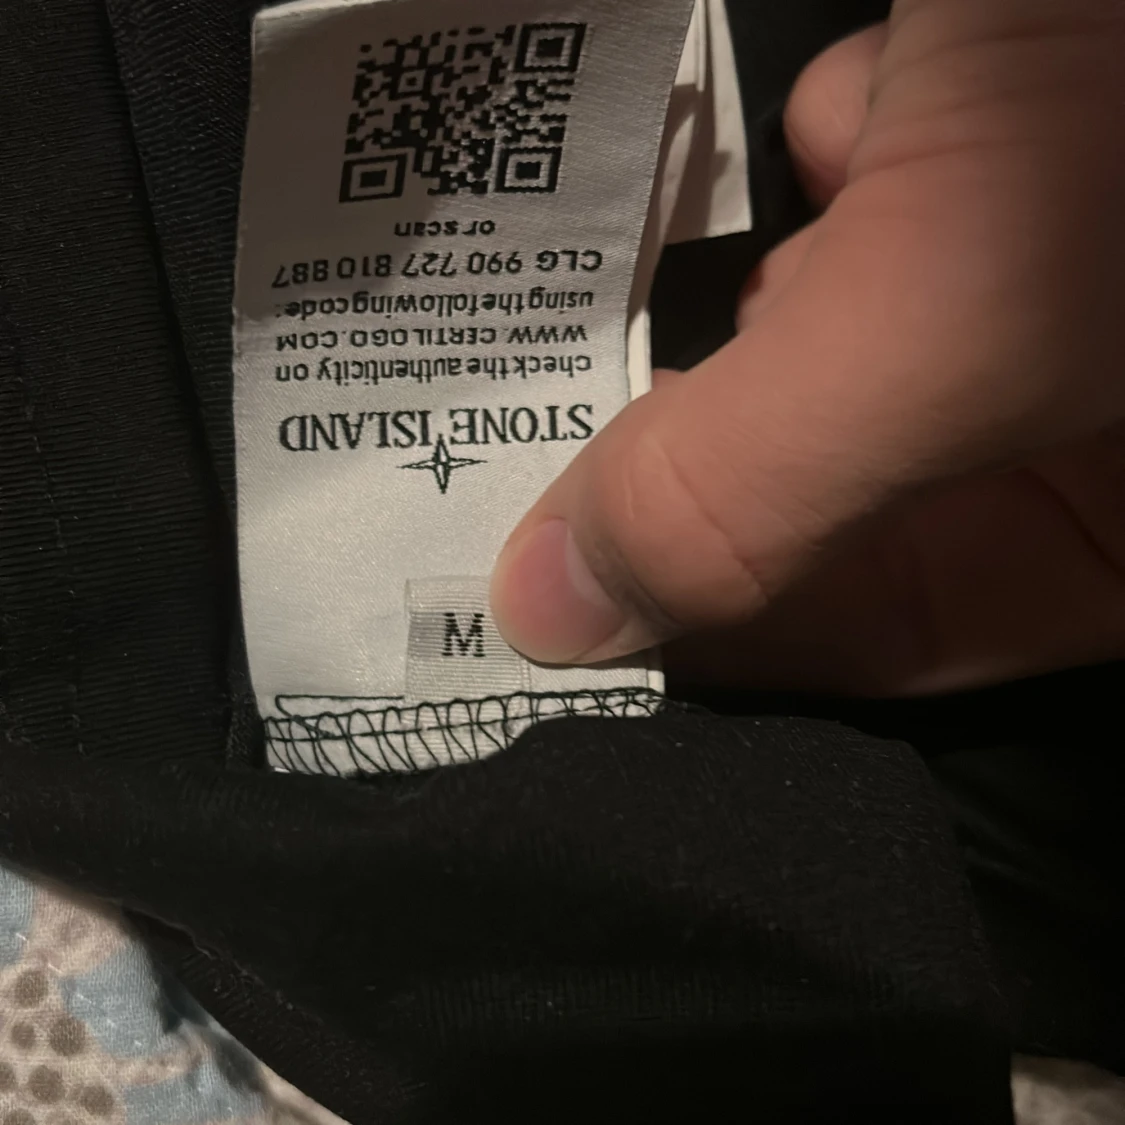 M
STONE ISLAND
check the authenticity on
WWW.CERTILOGO.COM
using the following code:
CLG 990 727 810 887
or scan